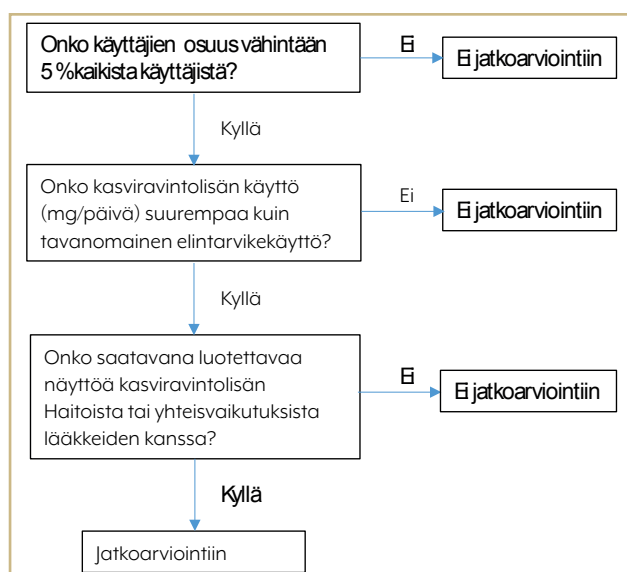 Onko käyttäjien osuus vähintään
5 % kaikista käyttäjistä?
Ei
Ei jatkoarviointiin
Kyllä
Onko kasviravintolisän käyttö
(mg/päivä) suurempaa kuin
tavanomainen elintarvikekäyttö?
Ei
Ei jatkoarviointiin
Kyllä
Onko saatavana luotettavaa
näyttöä kasviravintolisän
Haitoista tai yhteisvaikutuksista
lääkkeiden kanssa?
Ei
Ei jatkoarviointiin
Kyllä
Jatkoarviointiin